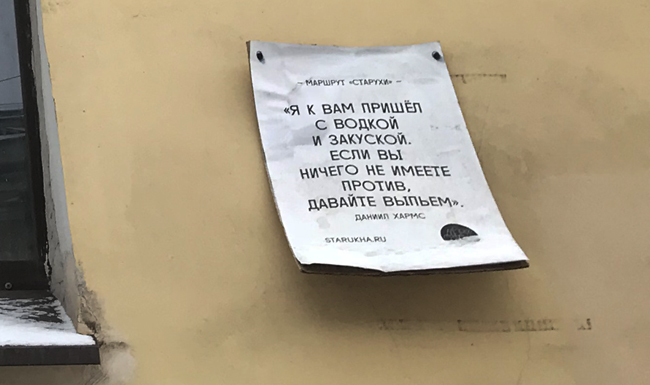 – МАРШРУТ «СТАРУХИ» –
«Я К ВАМ ПРИШЁЛ
С ВОДКОЙ
И ЗАКУСКОЙ.
ЕСЛИ ВЫ
НИЧЕГО НЕ ИМЕЕТЕ
ПРОТИВ,
ДАВАЙТЕ ВЫПЬЕМ».
ДАНИИЛ ХАРМС
STARUKHA.RU